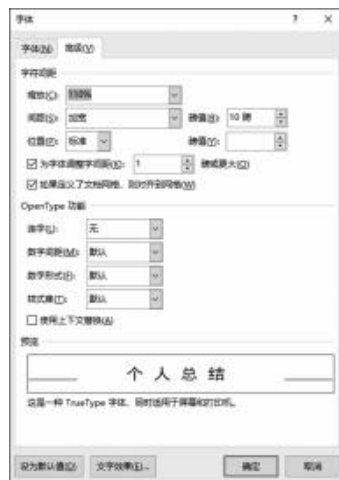 字体 ? ×
字体(N) 高级(V)
字符间距
缩放(C): 110%
间距(S): 加宽 磅值(B): 10 磅
位置(P): 标准 磅值(Y):
为字体调整字间距(K): 1 磅或更大(O)
如果定义了文档网格，则对齐到网格(W)
OpenType 功能
连字(L): 无
数字间距(M): 默认
数字形式(F): 默认
样式集(T): 默认
使用上下文替换(A)
预览
个人总结
这是一种 TrueType 字体，同时适用于屏幕和打印机。
设为默认值(D) 文字效果(E)... 确定 取消